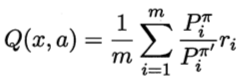 Q(x, a) = \frac{1}{m} \sum_{i=1}^{m} \frac{P_i^{\pi}}{P_i^{\pi'}} r_i